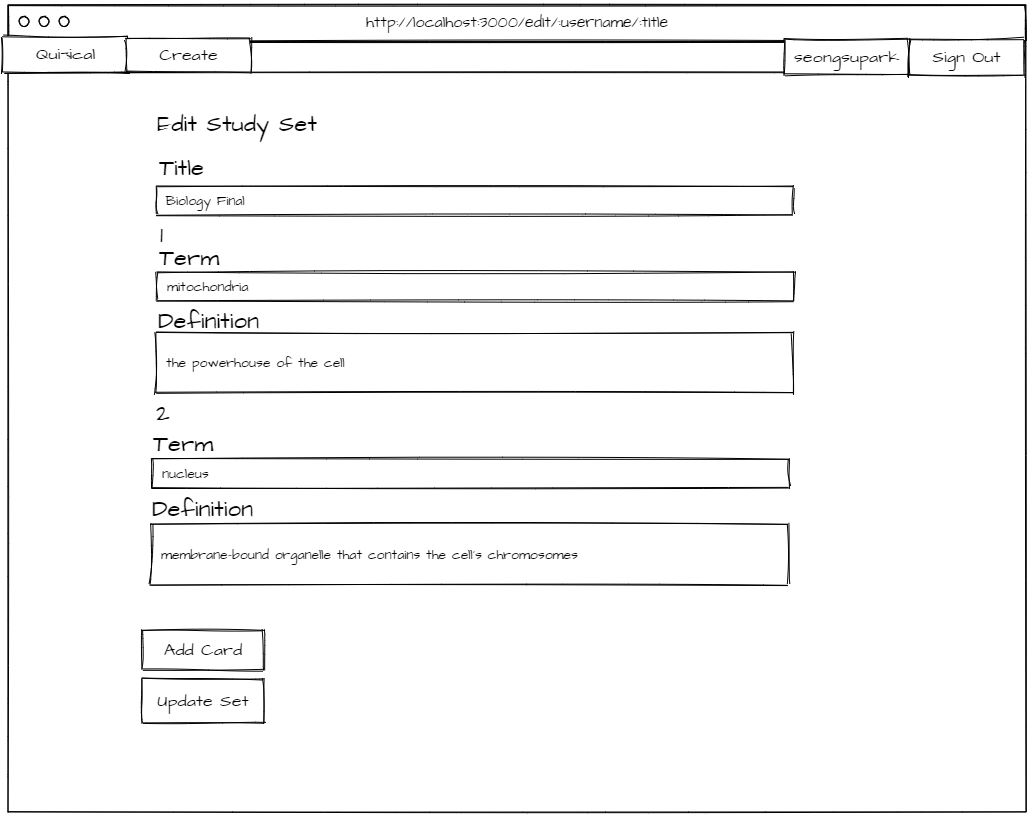 http://localhost:3000/edit/:username/:title
Quizical Create seongsupark Sign Out
Edit Study Set
Title
Biology Final
1
Term
mitochondria
Definition
the powerhouse of the cell
2
Term
nucleus
Definition
membrane-bound organelle that contains the cell's chromosomes
Add Card
Update Set